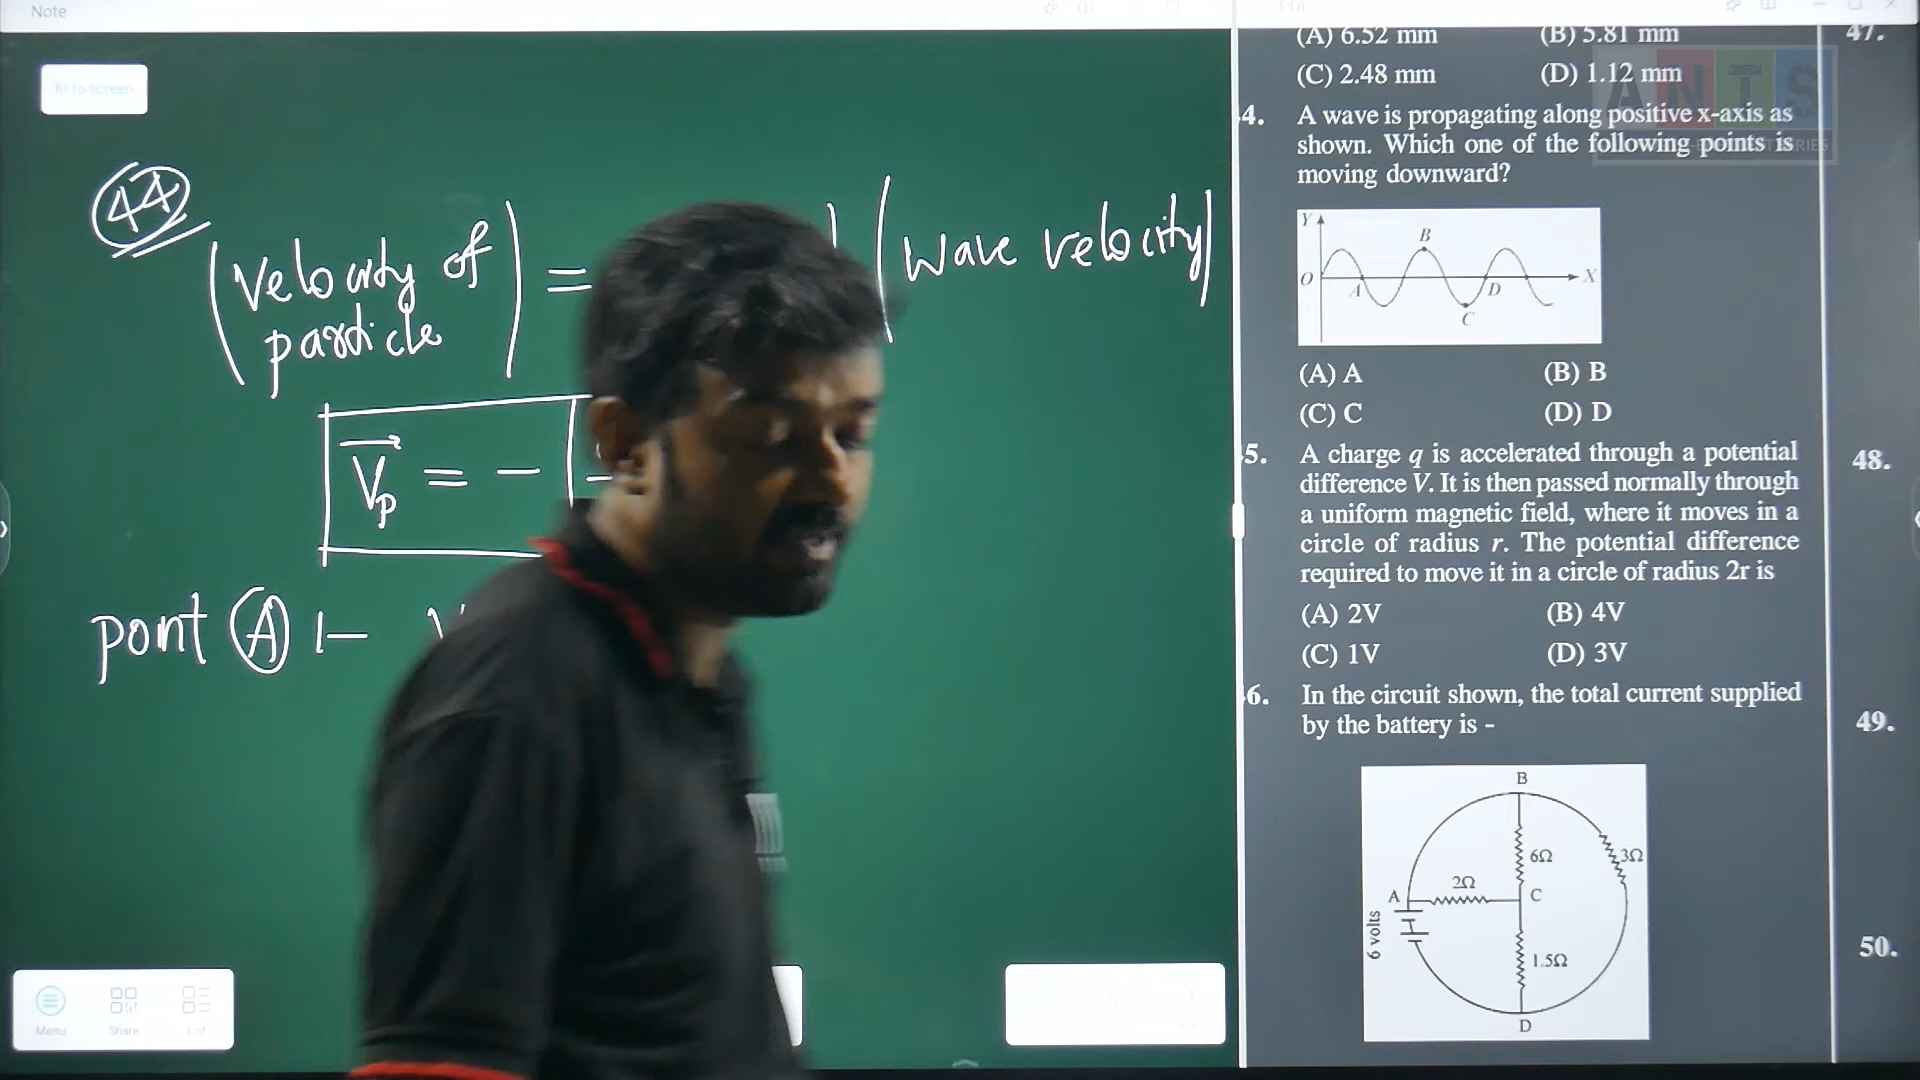 Note
PDF
fit to screen
44
|Velocity of particle| = | |Wave velocity|
Vp = - |
point A :-
Menu
Share
List
(A) 6.52 mm (B) 5.81 mm
(C) 2.48 mm (D) 1.12 mm
ANTS
4. A wave is propagating along positive x-axis as
shown. Which one of the following points is
moving downward?
Y
B
O
A
D
X
C
(A) A (B) B
(C) C (D) D
5. A charge q is accelerated through a potential
difference V. It is then passed normally through
a uniform magnetic field, where it moves in a
circle of radius r. The potential difference
required to move it in a circle of radius 2r is
(A) 2V (B) 4V
(C) 1V (D) 3V
6. In the circuit shown, the total current supplied
by the battery is -
B
6Ω
3Ω
2Ω
A
C
6 volts
1.5Ω
D
47.
48.
49.
50.